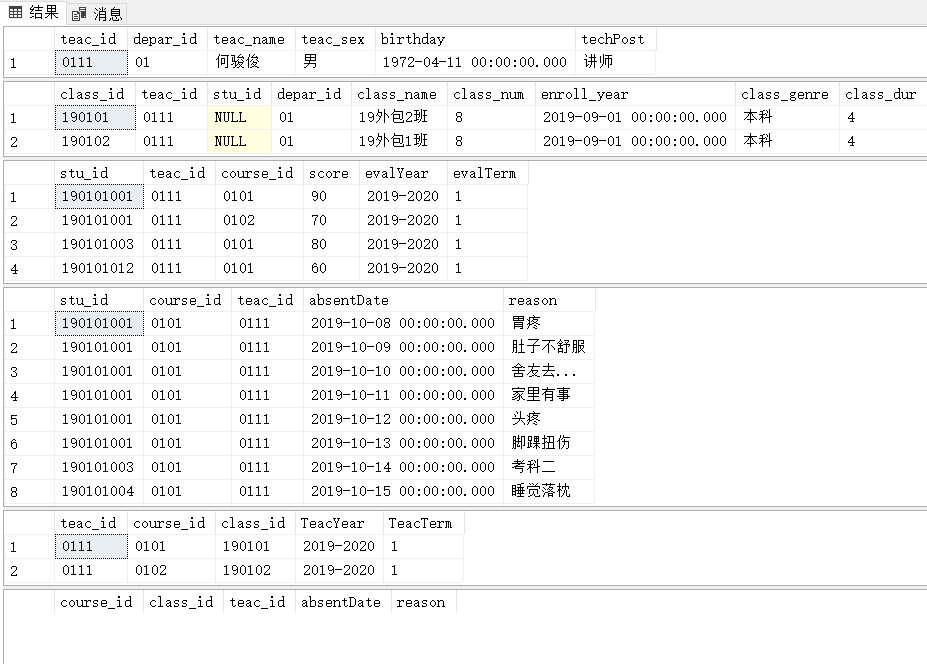 结果 消息
teac_id depar_id teac_name teac_sex birthday techPost
1 0111 01 何骏俊 男 1972-04-11 00:00:00.000 讲师
class_id teac_id stu_id depar_id class_name class_num enroll_year class_genre class_dur
1 190101 0111 NULL 01 19外包2班 8 2019-09-01 00:00:00.000 本科 4
2 190102 0111 NULL 01 19外包1班 8 2019-09-01 00:00:00.000 本科 4
stu_id teac_id course_id score evalYear evalTerm
1 190101001 0111 0101 90 2019-2020 1
2 190101001 0111 0102 70 2019-2020 1
3 190101003 0111 0101 80 2019-2020 1
4 190101012 0111 0101 60 2019-2020 1
stu_id course_id teac_id absentDate reason
1 190101001 0101 0111 2019-10-08 00:00:00.000 胃疼
2 190101001 0101 0111 2019-10-09 00:00:00.000 肚子不舒服
3 190101001 0101 0111 2019-10-10 00:00:00.000 舍友去...
4 190101001 0101 0111 2019-10-11 00:00:00.000 家里有事
5 190101001 0101 0111 2019-10-12 00:00:00.000 头疼
6 190101001 0101 0111 2019-10-13 00:00:00.000 脚踝扭伤
7 190101003 0101 0111 2019-10-14 00:00:00.000 考科二
8 190101004 0101 0111 2019-10-15 00:00:00.000 睡觉落枕
teac_id course_id class_id TeacYear TeacTerm
1 0111 0101 190101 2019-2020 1
2 0111 0102 190102 2019-2020 1
course_id class_id teac_id absentDate reason